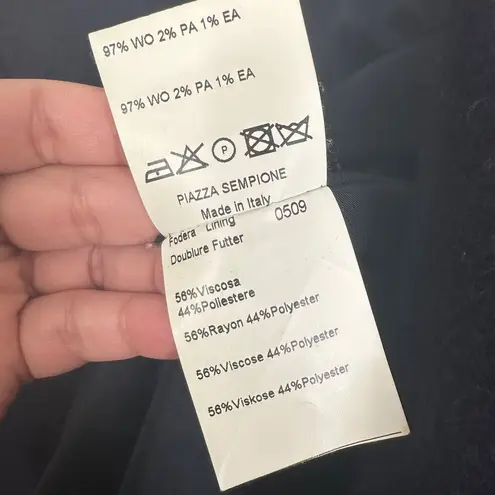 97% WO 2% PA 1% EA
97% WO 2% PA 1% EA
P
PIAZZA SEMPIONE
Made in Italy
Fodera Lining 0509
Doublure Futter
56%Viscosa
44%Poliestere
56%Rayon 44%Polyester
56%Viscose 44%Polyester
56%Viskose 44%Polyester